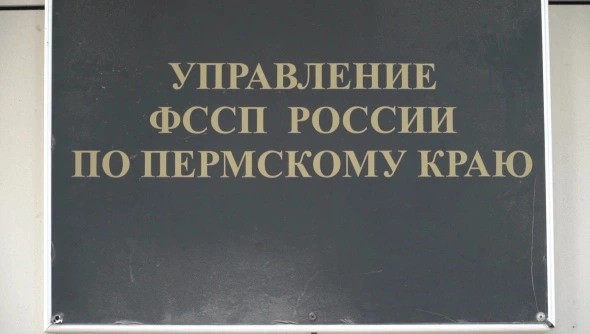 УПРАВЛЕНИЕ
ФССП РОССИИ
ПО ПЕРМСКОМУ КРАЮ